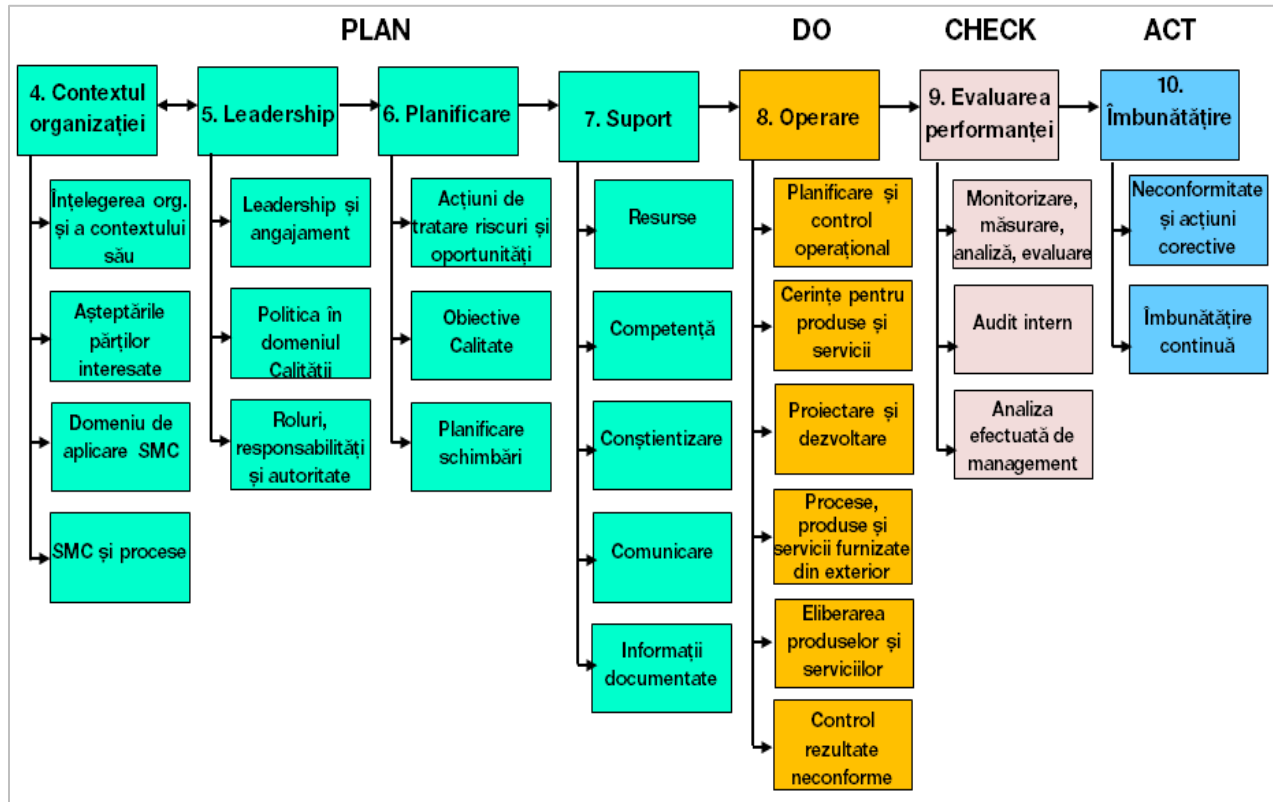 PLAN
DO
CHECK
ACT
4. Contextul
organizației
5. Leadership
6. Planificare
7. Suport
8. Operare
9. Evaluarea
performanței
10.
Îmbunătățire
Înțelegerea org.
și a contextului
său
Așteptările
părților
interesate
Domeniu de
aplicare SMC
SMC și procese
Leadership și
angajament
Politica în
domeniul
Calității
Roluri,
responsabilități
și autoritate
Acțiuni de
tratare riscuri și
oportunități
Obiective
Calitate
Planificare
schimbări
Resurse
Competență
Conștientizare
Comunicare
Informații
documentate
Planificare și
control
operațional
Cerințe pentru
produse și
servicii
Proiectare și
dezvoltare
Procese,
produse și
servicii furnizate
din exterior
Eliberarea
produselor și
serviciilor
Control
rezultate
neconforme
Monitorizare,
măsurare,
analiză, evaluare
Audit intern
Analiza
efectuată de
management
Neconformitate
și acțiuni
corective
Îmbunătățire
continuă